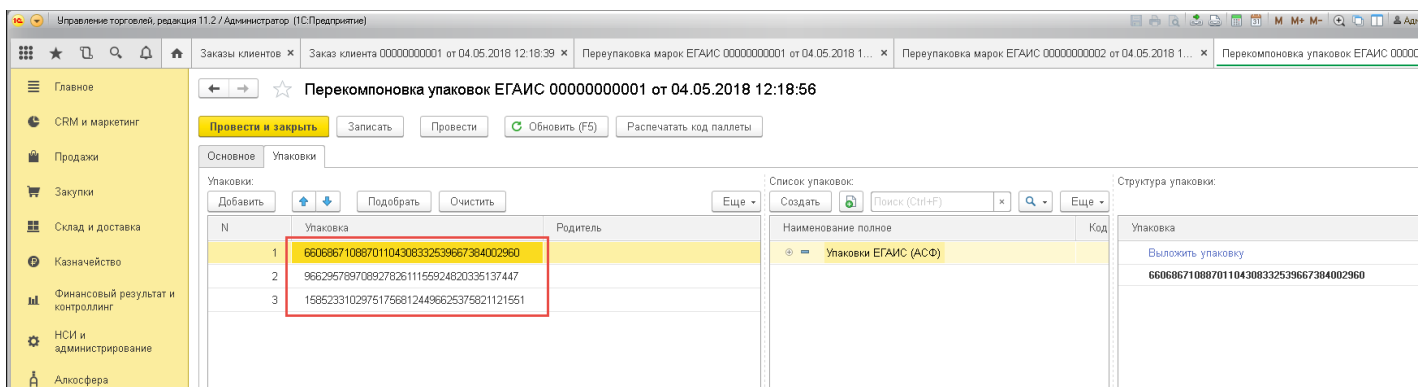 Управление торговлей, редакция 11.2 / Администратор (1С:Предприятие)
M M+ M-
Заказы клиентов × Заказ клиента 00000000001 от 04.05.2018 12:18:39 × Переупаковка марок ЕГАИС 00000000001 от 04.05.2018 1... × Переупаковка марок ЕГАИС 00000000002 от 04.05.2018 1... × Перекомпоновка упаковок ЕГАИС 00000
Главное
Перекомпоновка упаковок ЕГАИС 00000000001 от 04.05.2018 12:18:56
CRM и маркетинг
Провести и закрыть Записать Провести Обновить (F5) Распечатать код паллеты
Продажи
Основное Упаковки
Закупки
Упаковки: Список упаковок: Структура упаковки:
Добавить Подобрать Очистить Еще Создать Поиск (Ctrl+F) × Еще
Склад и доставка
N Упаковка Родитель Наименование полное Код Упаковка
1 66068671088701104308332539667384002960 Упаковки ЕГАИС (АСФ) Выложить упаковку
Казначейство
2 96629578970892782611155924820335137447 66068671088701104308332539667384002960
Финансовый результат и
контроллинг
3 15852331029751756812449662537582112​1551
НСИ и
администрирование
Алкосфера